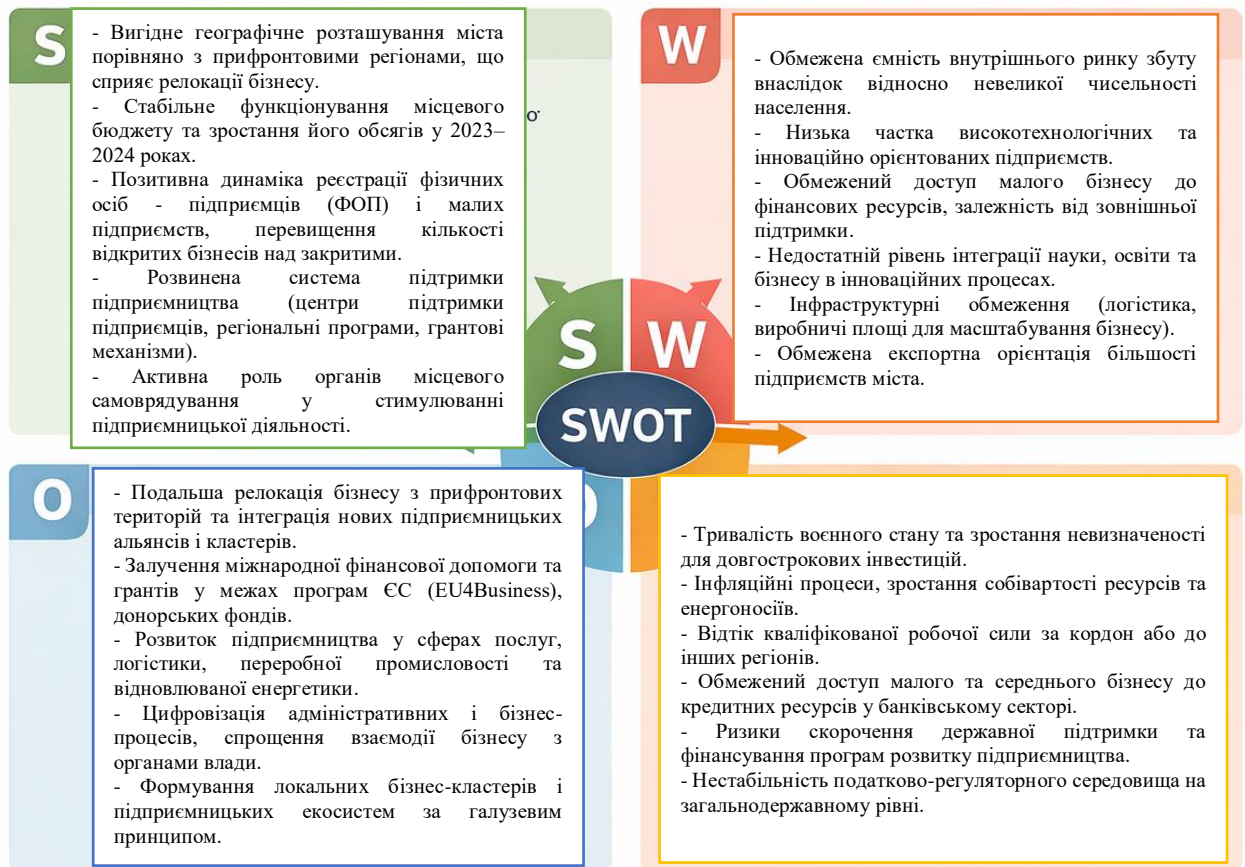 S
- Вигідне географічне розташування міста
порівняно з прифронтовими регіонами, що
сприяє релокації бізнесу.
- Стабільне функціонування місцевого
бюджету та зростання його обсягів у 2023–
2024 роках.
- Позитивна динаміка реєстрації фізичних
осіб - підприємців (ФОП) і малих
підприємств, перевищення кількості
відкритих бізнесів над закритими.
- Розвинена система підтримки
підприємництва (центри підтримки
підприємців, регіональні програми, грантові
механізми).
- Активна роль органів місцевого
самоврядування у стимулюванні
підприємницької діяльності.
W
- Обмежена ємність внутрішнього ринку збуту
внаслідок відносно невеликої чисельності
населення.
- Низька частка високотехнологічних та
інноваційно орієнтованих підприємств.
- Обмежений доступ малого бізнесу до
фінансових ресурсів, залежність від зовнішньої
підтримки.
- Недостатній рівень інтеграції науки, освіти та
бізнесу в інноваційних процесах.
- Інфраструктурні обмеження (логістика,
виробничі площі для масштабування бізнесу).
- Обмежена експортна орієнтація більшості
підприємств міста.
S W
SWOT
O
- Подальша релокація бізнесу з прифронтових
територій та інтеграція нових підприємницьких
альянсів і кластерів.
- Залучення міжнародної фінансової допомоги та
грантів у межах програм ЄС (EU4Business),
донорських фондів.
- Розвиток підприємництва у сферах послуг,
логістики, переробної промисловості та
відновлюваної енергетики.
- Цифровізація адміністративних і бізнес-
процесів, спрощення взаємодії бізнесу з
органами влади.
- Формування локальних бізнес-кластерів і
підприємницьких екосистем за галузевим
принципом.
- Тривалість воєнного стану та зростання невизначеності
для довгострокових інвестицій.
- Інфляційні процеси, зростання собівартості ресурсів та
енергоносіїв.
- Відтік кваліфікованої робочої сили за кордон або до
інших регіонів.
- Обмежений доступ малого та середнього бізнесу до
кредитних ресурсів у банківському секторі.
- Ризики скорочення державної підтримки та
фінансування програм розвитку підприємництва.
- Нестабільність податково-регуляторного середовища на
загальнодержавному рівні.